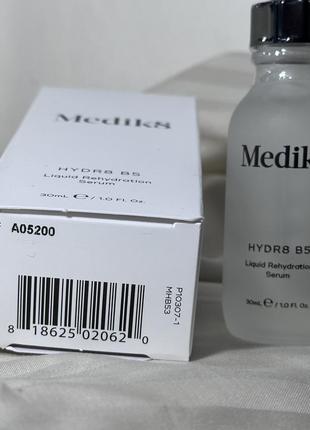 Medik8
HYDR8 B5
Liquid Rehydration
Serum
30mL ℮ / 1.0 Fl. Oz.
A05200
P10307-1
MHB53
8 18625 02062 0
Medik8
HYDR8 B5
Liquid Rehydration
Serum
30mL ℮ / 1.0 Fl. Oz.